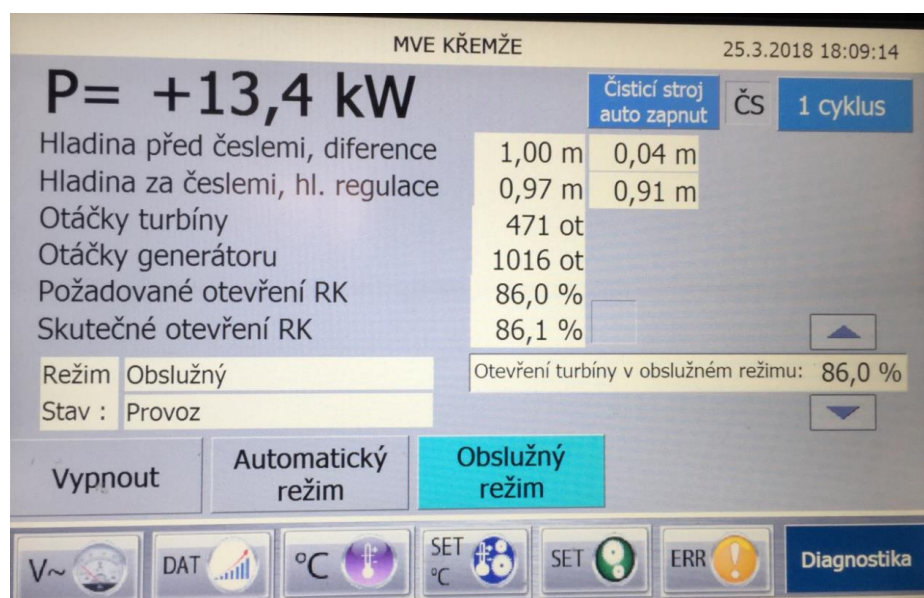 MVE KŘEMŽE 25.3.2018 18:09:14
P= +13,4 kW
Čisticí stroj
auto zapnut
ČS
1 cyklus
Hladina před česlemi, diference 1,00 m 0,04 m
Hladina za česlemi, hl. regulace 0,97 m 0,91 m
Otáčky turbíny 471 ot
Otáčky generátoru 1016 ot
Požadované otevření RK 86,0 %
Skutečné otevření RK 86,1 %
Režim Obslužný
Otevření turbíny v obslužném režimu: 86,0 %
Stav : Provoz
Vypnout
Automatický
režim
Obslužný
režim
V~
DAT
°C
SET
°C
SET
ERR
Diagnostika